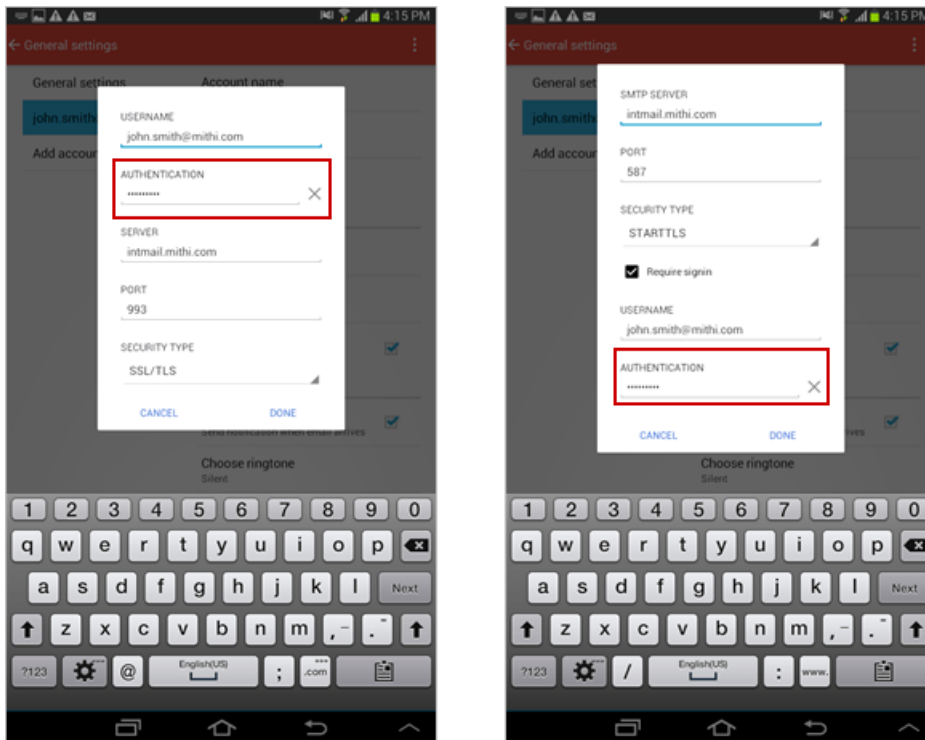 4:15 PM
General settings
General settings
Account name
john.smith
Add accour
USERNAME
john.smith@mithi.com
AUTHENTICATION
•••••••••
SERVER
intmail.mithi.com
PORT
993
SECURITY TYPE
SSL/TLS
CANCEL DONE
Send notification when email arrives
Choose ringtone
Silent
1 2 3 4 5 6 7 8 9 0
q w e r t y u i o p
a s d f g h j k l Next
z x c v b n m , - .
?123 @ English(US) ; .com
4:15 PM
General settings
General set
john.smith
Add accour
SMTP SERVER
intmail.mithi.com
PORT
587
SECURITY TYPE
STARTTLS
Require signin
USERNAME
john.smith@mithi.com
AUTHENTICATION
•••••••••
CANCEL DONE
rives
Choose ringtone
Silent
1 2 3 4 5 6 7 8 9 0
q w e r t y u i o p
a s d f g h j k l Next
z x c v b n m , - .
?123 / English(US) : www.